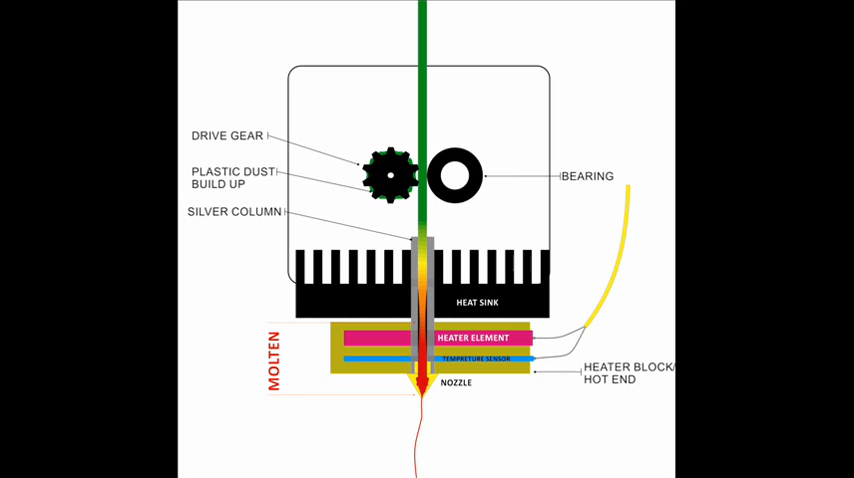 DRIVE GEAR
PLASTIC DUST
BUILD UP
SILVER COLUMN
BEARING
HEAT SINK
MOLTEN
HEATER ELEMENT
TEMPRETURE SENSOR
HEATER BLOCK/
HOT END
NOZZLE